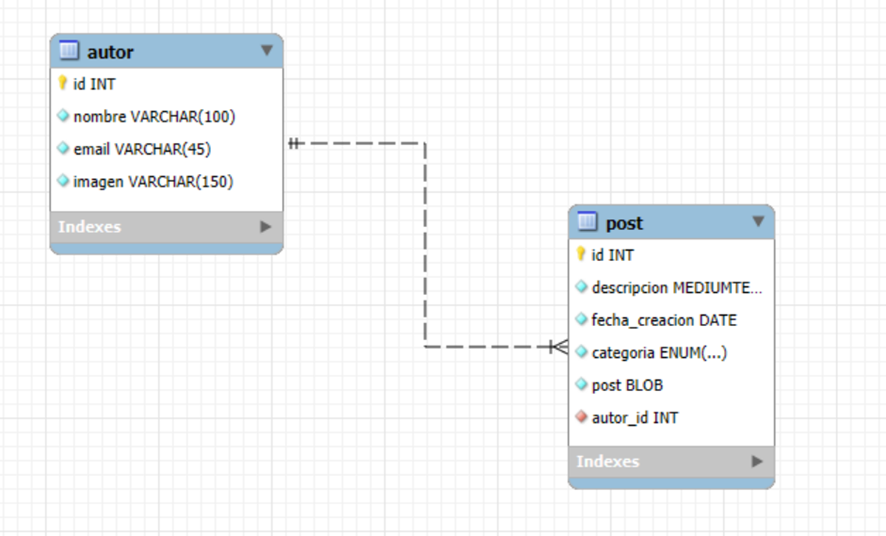 autor
id INT
nombre VARCHAR(100)
email VARCHAR(45)
imagen VARCHAR(150)
Indexes
post
id INT
descripcion MEDIUMTE...
fecha_creacion DATE
categoria ENUM(...)
post BLOB
autor_id INT
Indexes